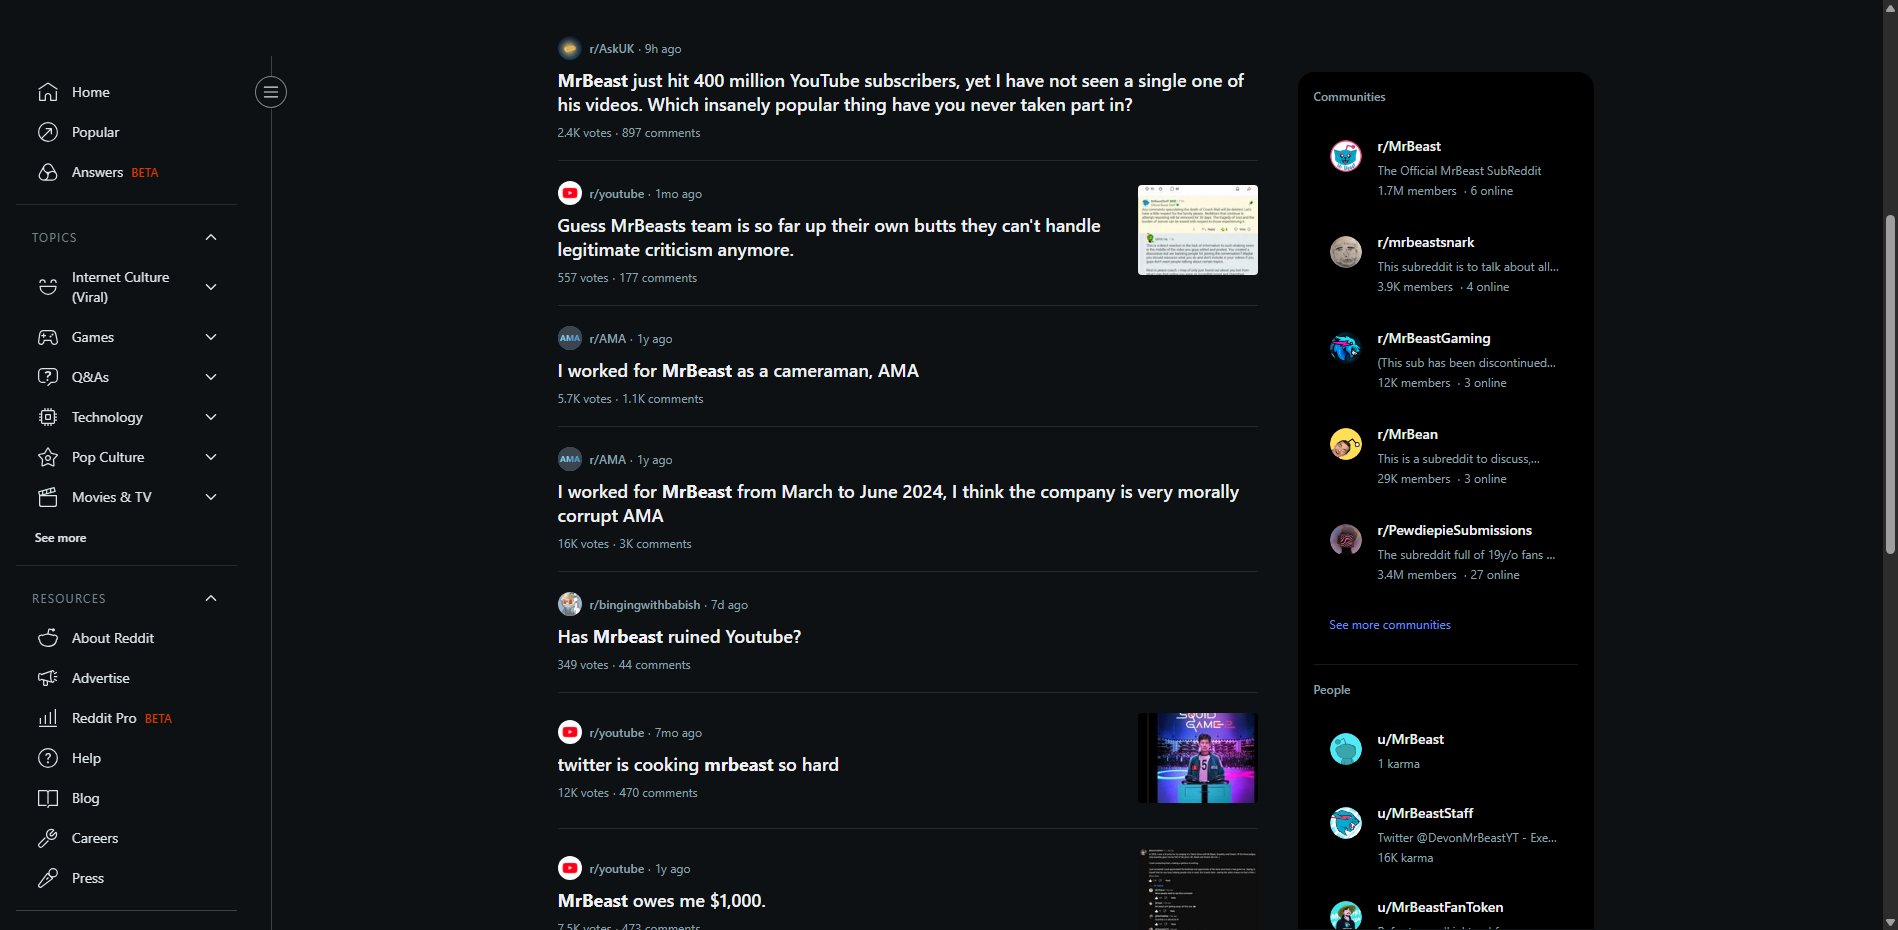 Home
Popular
Answers BETA
TOPICS
Internet Culture
(Viral)
Games
Q&As
Technology
Pop Culture
Movies & TV
See more
RESOURCES
About Reddit
Advertise
Reddit Pro BETA
Help
Blog
Careers
Press
r/AskUK · 9h ago
MrBeast just hit 400 million YouTube subscribers, yet I have not seen a single one of
his videos. Which insanely popular thing have you never taken part in?
2.4K votes · 897 comments
r/youtube · 1mo ago
Guess MrBeasts team is so far up their own butts they can't handle
legitimate criticism anymore.
557 votes · 177 comments
AMA
r/AMA · 1y ago
I worked for MrBeast as a cameraman, AMA
5.7K votes · 1.1K comments
AMA
r/AMA · 1y ago
I worked for MrBeast from March to June 2024, I think the company is very morally
corrupt AMA
16K votes · 3K comments
r/bingingwithbabish · 7d ago
Has Mrbeast ruined Youtube?
349 votes · 44 comments
r/youtube · 7mo ago
twitter is cooking mrbeast so hard
12K votes · 470 comments
SQUID
GAME 2
r/youtube · 1y ago
MrBeast owes me $1,000.
7.5K votes · 473 comments
Communities
r/MrBeast
The Official MrBeast SubReddit
1.7M members · 6 online
r/mrbeastsnark
This subreddit is to talk about all...
3.9K members · 4 online
r/MrBeastGaming
(This sub has been discontinued...
12K members · 3 online
r/MrBean
This is a subreddit to discuss,...
29K members · 3 online
r/PewdiepieSubmissions
The subreddit full of 19y/o fans ...
3.4M members · 27 online
See more communities
People
u/MrBeast
1 karma
u/MrBeastStaff
Twitter @DevonMrBeastYT - Exe...
16K karma
u/MrBeastFanToken